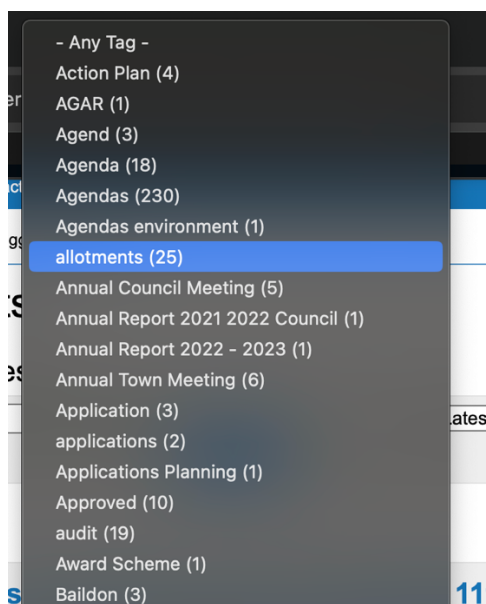 - Any Tag -
Action Plan (4)
AGAR (1)
Agend (3)
Agenda (18)
Agendas (230)
Agendas environment (1)
allotments (25)
Annual Council Meeting (5)
Annual Report 2021 2022 Council (1)
Annual Report 2022 - 2023 (1)
Annual Town Meeting (6)
Application (3)
applications (2)
Applications Planning (1)
Approved (10)
audit (19)
Award Scheme (1)
Baildon (3)
11